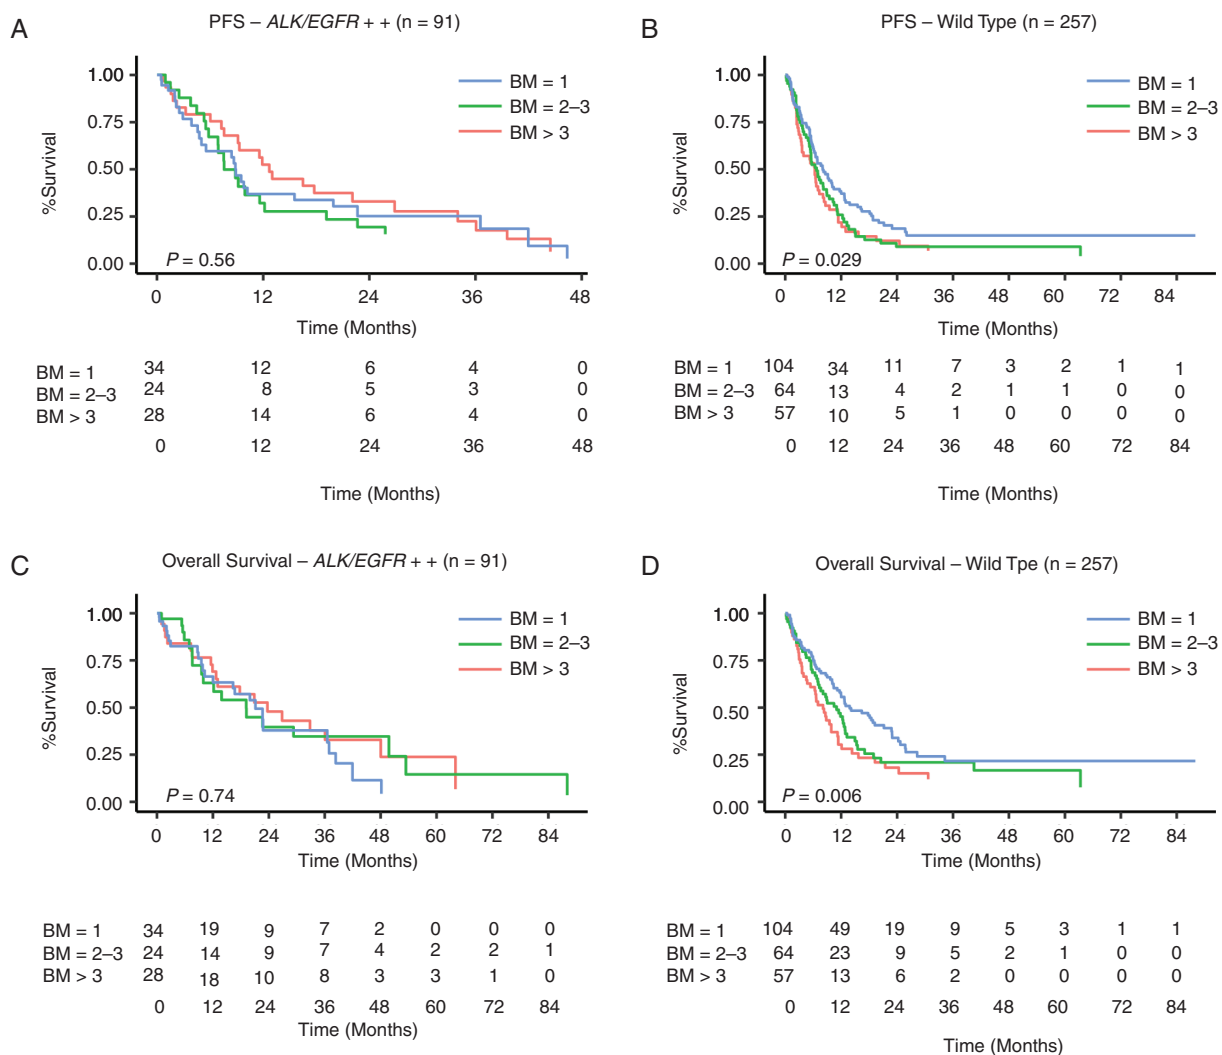 A
PFS – ALK/EGFR + + (n = 91)
1.00
0.75
0.50
0.25
0.00
%Survival
BM = 1
BM = 2–3
BM > 3
P = 0.56
0 12 24 36 48
Time (Months)
BM = 1 34 12 6 4 0
BM = 2–3 24 8 5 3 0
BM > 3 28 14 6 4 0
0 12 24 36 48
Time (Months)
B
PFS – Wild Type (n = 257)
1.00
0.75
0.50
0.25
0.00
%Survival
BM = 1
BM = 2–3
BM > 3
P = 0.029
0 12 24 36 48 60 72 84
Time (Months)
BM = 1 104 34 11 7 3 2 1 1
BM = 2–3 64 13 4 2 1 1 0 0
BM > 3 57 10 5 1 0 0 0 0
0 12 24 36 48 60 72 84
Time (Months)
C
Overall Survival – ALK/EGFR + + (n = 91)
1.00
0.75
0.50
0.25
0.00
%Survival
BM = 1
BM = 2–3
BM > 3
P = 0.74
0 12 24 36 48 60 72 84
Time (Months)
BM = 1 34 19 9 7 2 0 0 0
BM = 2–3 24 14 9 7 4 2 2 1
BM > 3 28 18 10 8 3 3 1 0
0 12 24 36 48 60 72 84
Time (Months)
D
Overall Survival – Wild Tpe (n = 257)
1.00
0.75
0.50
0.25
0.00
%Survival
BM = 1
BM = 2–3
BM > 3
P = 0.006
0 12 24 36 48 60 72 84
Time (Months)
BM = 1 104 49 19 9 5 3 1 1
BM = 2–3 64 23 9 5 2 1 0 0
BM > 3 57 13 6 2 0 0 0 0
0 12 24 36 48 60 72 84
Time (Months)